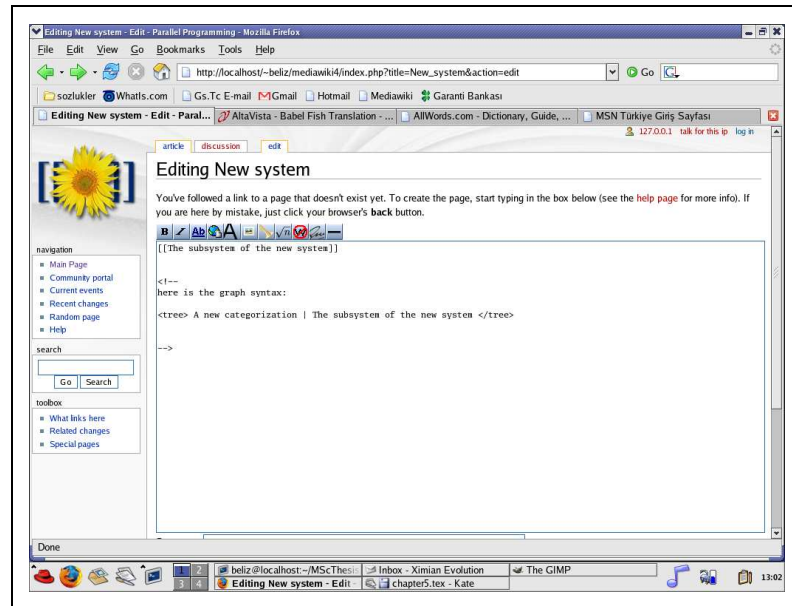 Editing New system - Edit - Parallel Programming - Mozilla Firefox
File Edit View Go Bookmarks Tools Help
http://localhost/~beliz/mediawiki4/index.php?title=New_system&action=edit Go
sozlukler WhatIs.com Gs.Tc E-mail Gmail Hotmail Mediawiki Garanti Bankası
Editing New system - Edit - Paral... AltaVista - Babel Fish Translation - ... AllWords.com - Dictionary, Guide, ... MSN Türkiye Giriş Sayfası
127.0.0.1 talk for this ip log in
article discussion edit
Editing New system
You've followed a link to a page that doesn't exist yet. To create the page, start typing in the box below (see the help page for more info). If
you are here by mistake, just click your browser's back button.
B I Ab A √n W
[[The subsystem of the new system]]
<!--
here is the graph syntax:
<tree> A new categorization | The subsystem of the new system </tree>
-->
navigation
Main Page
Community portal
Current events
Recent changes
Random page
Help
search
Go Search
toolbox
What links here
Related changes
Special pages
Done
1 2 beliz@localhost:~/MScThesis Inbox - Ximian Evolution The GIMP
3 4 Editing New system - Edit - chapter5.tex - Kate
13:02